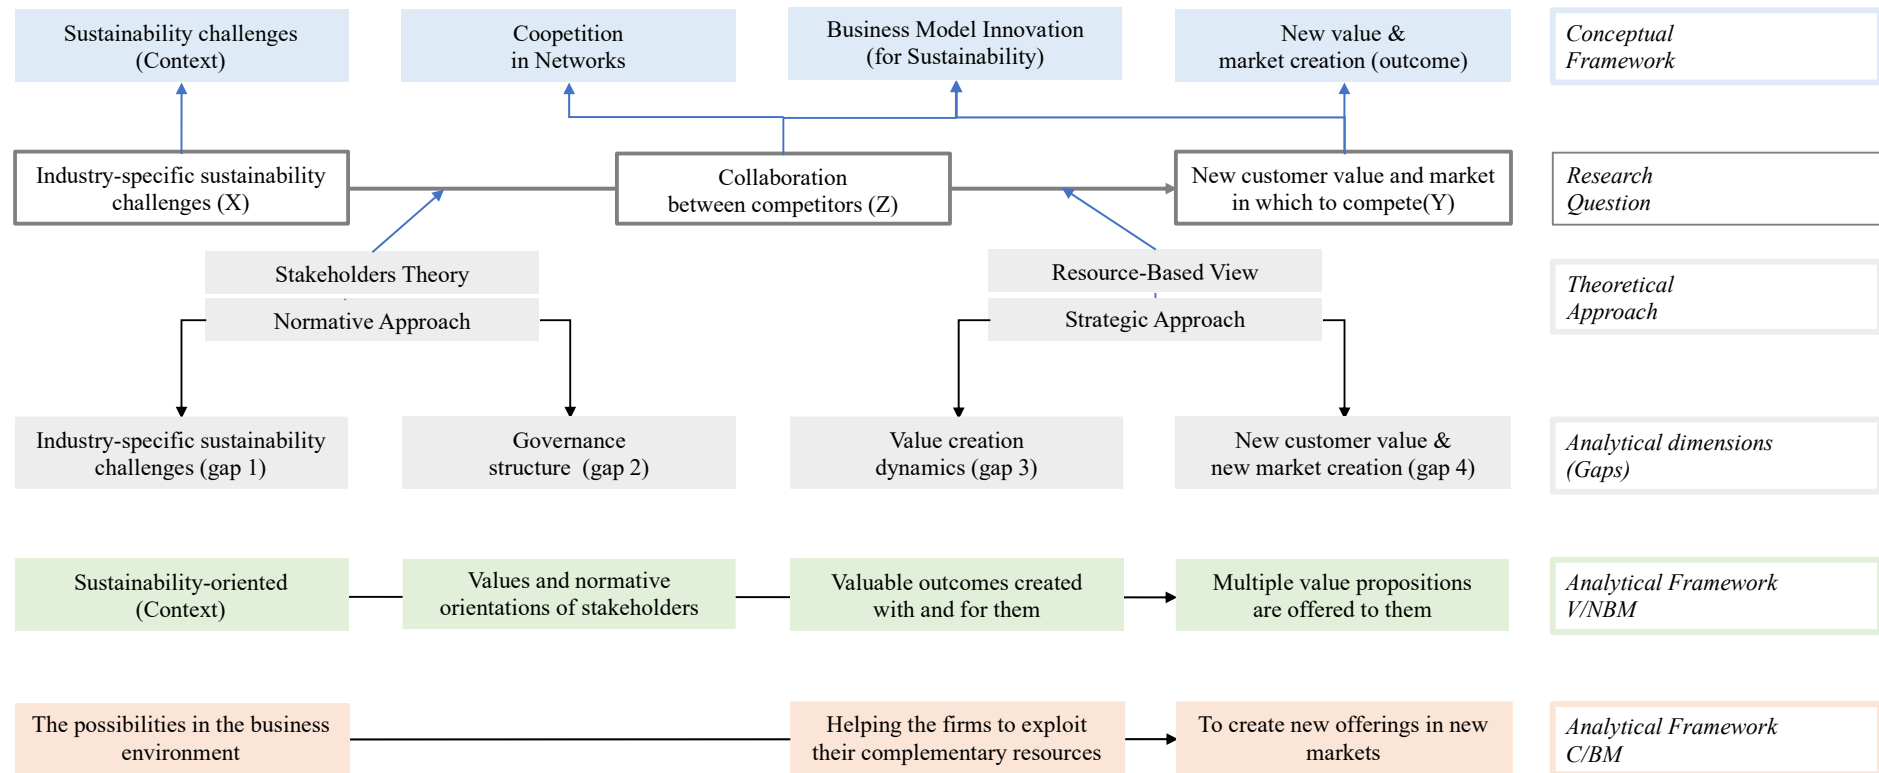 Sustainability challenges
(Context)
Coopetition
in Networks
Business Model Innovation
(for Sustainability)
New value &
market creation (outcome)
Conceptual
Framework
Industry-specific sustainability
challenges (X)
Collaboration
between competitors (Z)
New customer value and market
in which to compete(Y)
Research
Question
Stakeholders Theory
Normative Approach
Resource-Based View
Strategic Approach
Theoretical
Approach
Industry-specific sustainability
challenges (gap 1)
Governance
structure  (gap 2)
Value creation
dynamics (gap 3)
New customer value &
new market creation (gap 4)
Analytical dimensions
(Gaps)
Sustainability-oriented
(Context)
Values and normative
orientations of stakeholders
Valuable outcomes created
with and for them
Multiple value propositions
are offered to them
Analytical Framework
V/NBM
The possibilities in the business
environment
Helping the firms to exploit
their complementary resources
To create new offerings in new
markets
Analytical Framework
C/BM